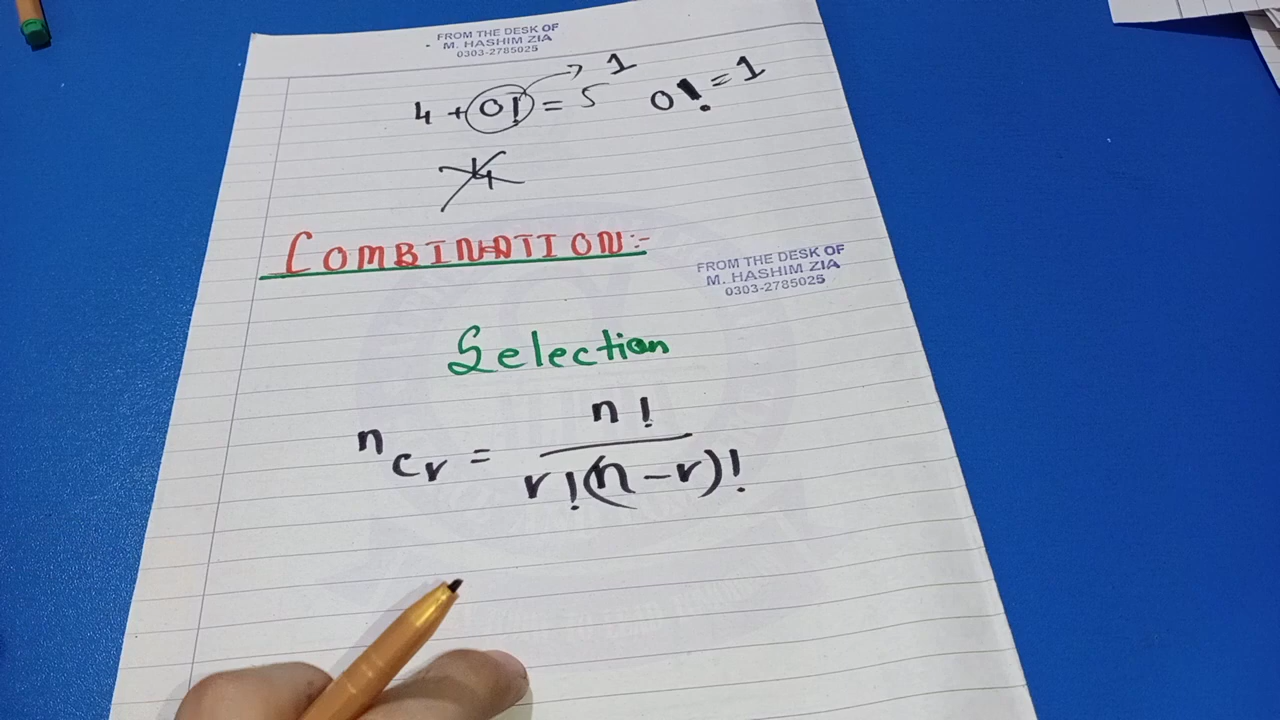 FROM THE DESK OF
M. HASHIM ZIA
0303-2785025
4 + 0! = 5 → 1 0! = 1
4
COMBINATION:-
FROM THE DESK OF
M. HASHIM ZIA
0303-2785025
Selection
nCr = n! / r!(n-r)!